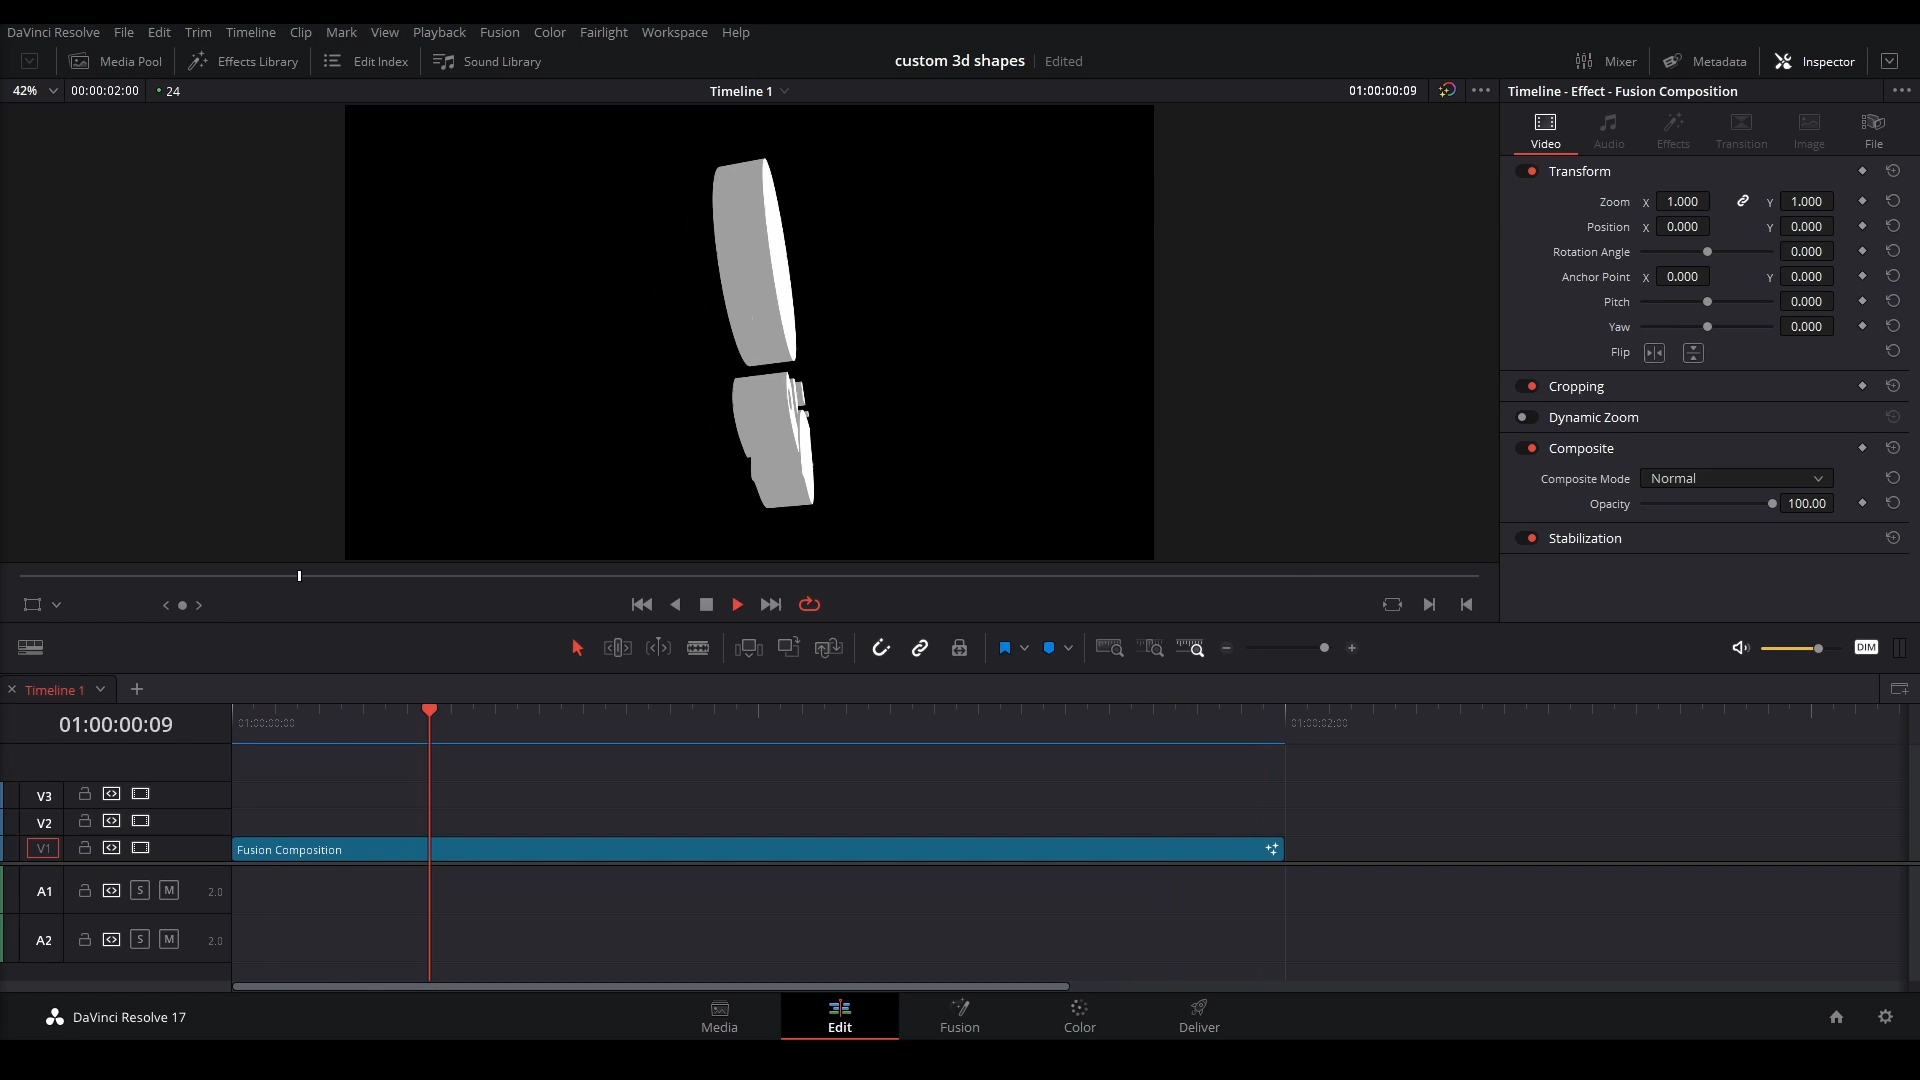 DaVinci Resolve File Edit Trim Timeline Clip Mark View Playback Fusion Color Fairlight Workspace Help
Media Pool Effects Library Edit Index Sound Library custom 3d shapes Edited Mixer Metadata Inspector
42% 00:00:02:00 24 Timeline 1 01:00:00:09 Timeline - Effect - Fusion Composition
Video Audio Effects Transition Image File
Transform
Zoom X 1.000 Y 1.000
Position X 0.000 Y 0.000
Rotation Angle 0.000
Anchor Point X 0.000 Y 0.000
Pitch 0.000
Yaw 0.000
Flip
Cropping
Dynamic Zoom
Composite
Composite Mode Normal
Opacity 100.00
Stabilization
DIM
Timeline 1
01:00:00:09 01:00:00:00 01:00:02:00
V3
V2
V1 Fusion Composition
A1 S M 2.0
A2 S M 2.0
DaVinci Resolve 17 Media Edit Fusion Color Deliver